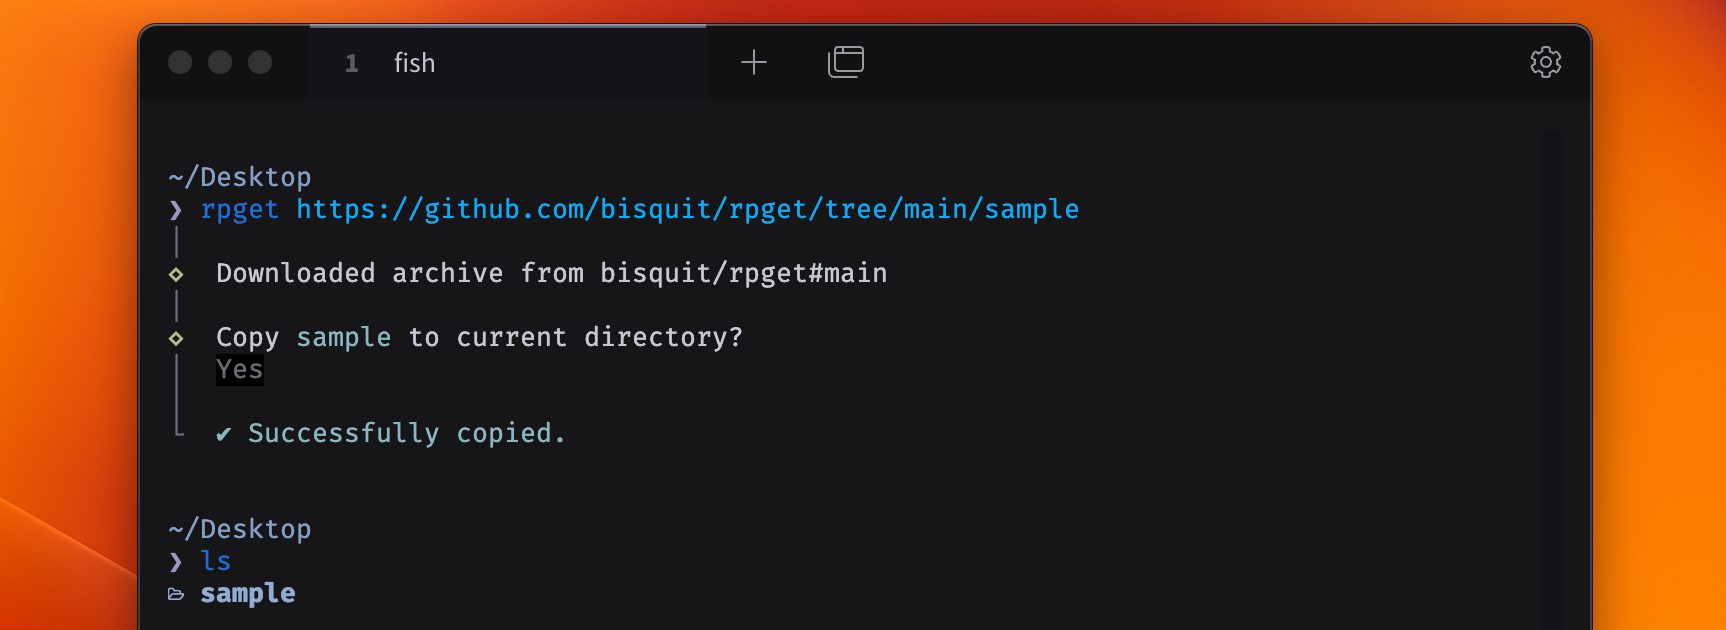 1 fish
~/Desktop
❯ rpget https://github.com/bisquit/rpget/tree/main/sample
Downloaded archive from bisquit/rpget#main
Copy sample to current directory?
Yes
✔ Successfully copied.
~/Desktop
❯ ls
sample